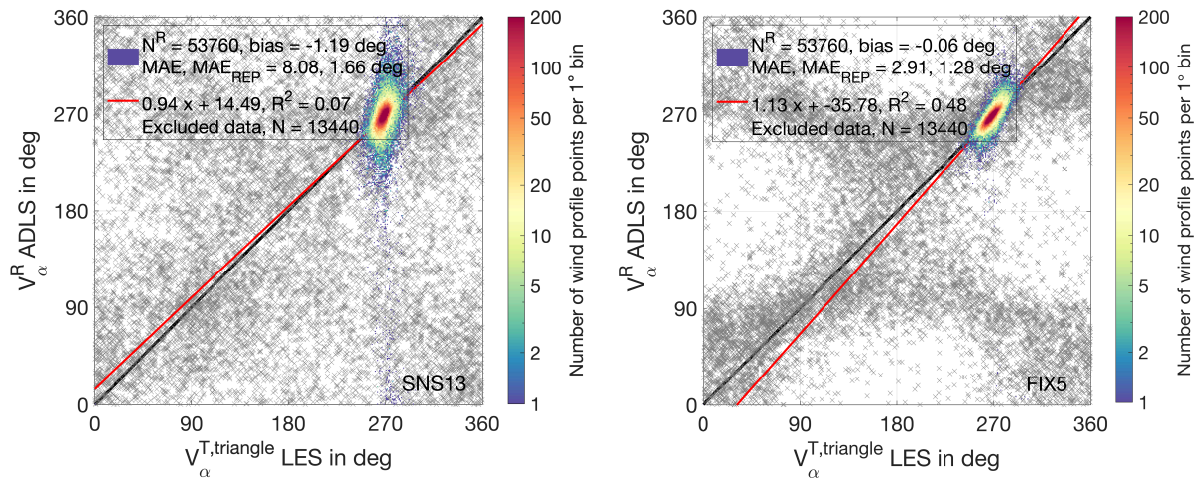 360
270
180
90
0
0
90
180
270
360
V_α^R ADLS in deg
V_α^{T,triangle} LES in deg
N^R = 53760, bias = -1.19 deg
MAE, MAE_REP = 8.08, 1.66 deg
0.94 x + 14.49, R^2 = 0.07
Excluded data, N = 13440
SNS13
200
100
50
20
10
5
2
1
Number of wind profile points per 1° bin
360
270
180
90
0
0
90
180
270
360
V_α^R ADLS in deg
V_α^{T,triangle} LES in deg
N^R = 53760, bias = -0.06 deg
MAE, MAE_REP = 2.91, 1.28 deg
1.13 x + -35.78, R^2 = 0.48
Excluded data, N = 13440
FIX5
200
100
50
20
10
5
2
1
Number of wind profile points per 1° bin